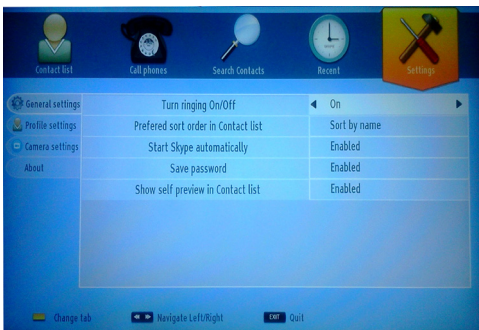 Contact list
Call phones
Search Contacts
Recent
Settings
General settings
Turn ringing On/Off
On
Profile settings
Prefered sort order in Contact list
Sort by name
Camera settings
Start Skype automatically
Enabled
About
Save password
Enabled
Show self preview in Contact list
Enabled
Change tab
Navigate Left/Right
EXIT
Quit